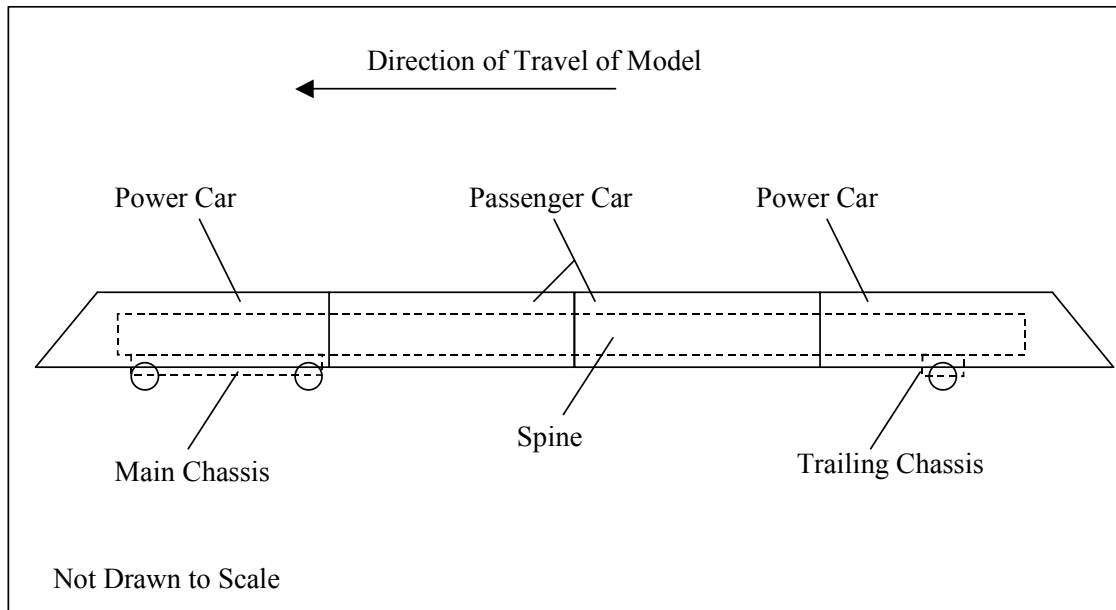 Direction of Travel of Model
Power Car
Passenger Car
Power Car
Spine
Main Chassis
Trailing Chassis
Not Drawn to Scale